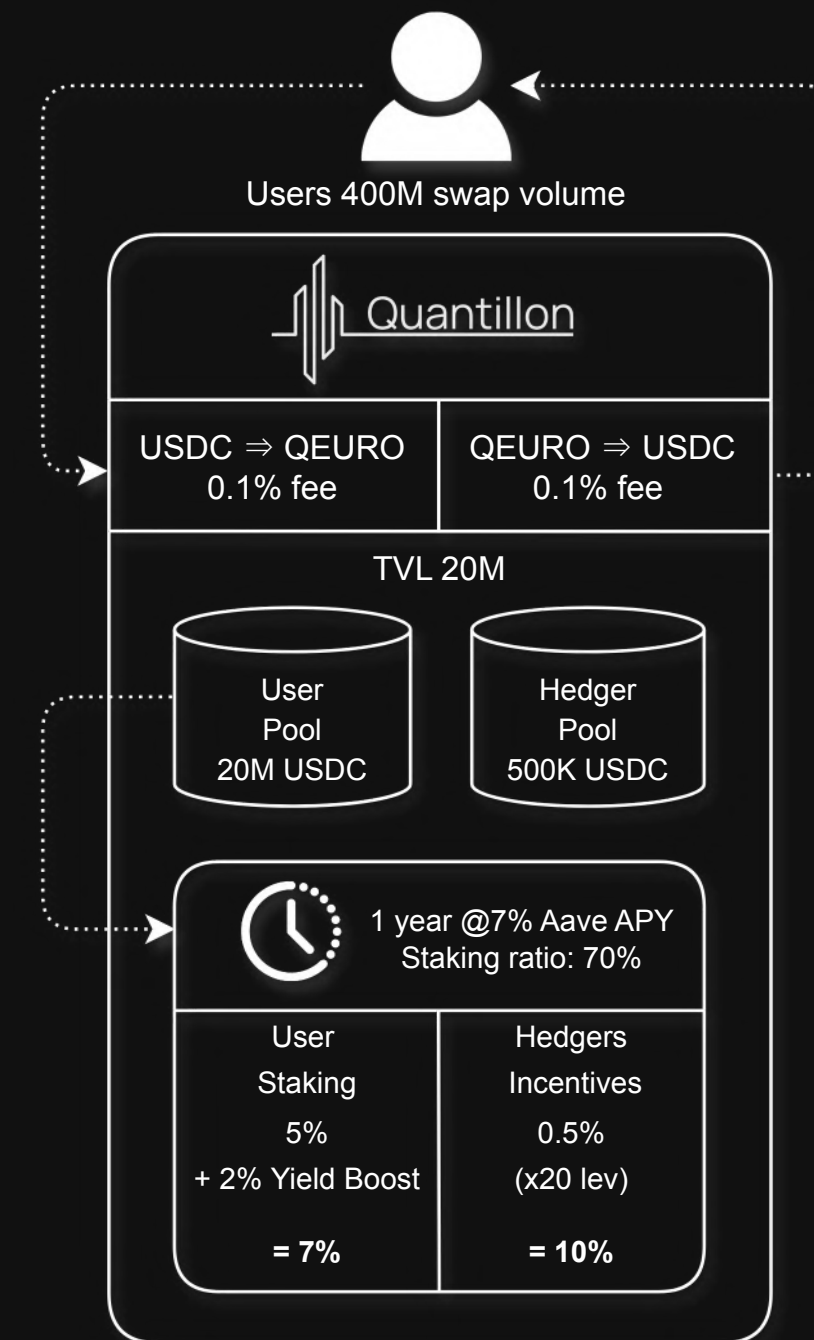 Users 400M swap volume
Quantillon
USDC ⇒ QEURO
0.1% fee
QEURO ⇒ USDC
0.1% fee
TVL 20M
User
Pool
20M USDC
Hedger
Pool
500K USDC
1 year @7% Aave APY
Staking ratio: 70%
User
Staking
5%
+ 2% Yield Boost
= 7%
Hedgers
Incentives
0.5%
(x20 lev)
= 10%